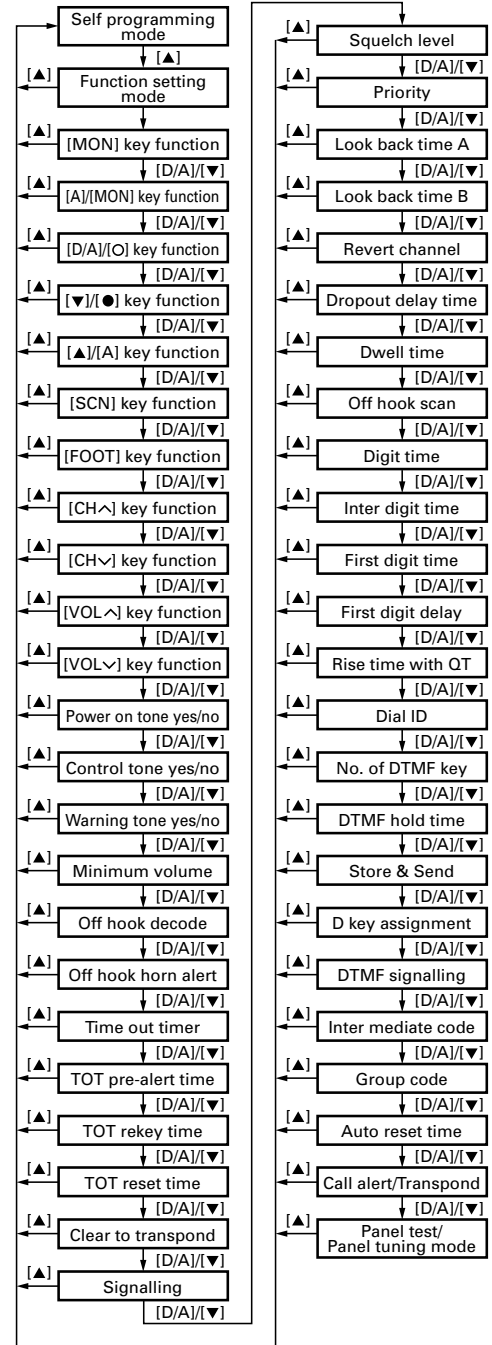 Self programming
mode
[▲]
[▲]
Function setting
mode
[▲]
[MON] key function
[D/A]/[▼]
[▲]
[A]/[MON] key function
[D/A]/[▼]
[▲]
[D/A]/[O] key function
[D/A]/[▼]
[▲]
[▼]/[●] key function
[D/A]/[▼]
[▲]
[▲]/[A] key function
[D/A]/[▼]
[▲]
[SCN] key function
[D/A]/[▼]
[▲]
[FOOT] key function
[D/A]/[▼]
[▲]
[CH︿] key function
[D/A]/[▼]
[▲]
[CH﹀] key function
[D/A]/[▼]
[▲]
[VOL︿] key function
[D/A]/[▼]
[▲]
[VOL﹀] key function
[D/A]/[▼]
[▲]
Power on tone yes/no
[D/A]/[▼]
[▲]
Control tone yes/no
[D/A]/[▼]
[▲]
Warning tone yes/no
[D/A]/[▼]
[▲]
Minimum volume
[D/A]/[▼]
[▲]
Off hook decode
[D/A]/[▼]
[▲]
Off hook horn alert
[D/A]/[▼]
[▲]
Time out timer
[D/A]/[▼]
[▲]
TOT pre-alert time
[D/A]/[▼]
[▲]
TOT rekey time
[D/A]/[▼]
[▲]
TOT reset time
[D/A]/[▼]
[▲]
Clear to transpond
[D/A]/[▼]
[▲]
Signalling
[D/A]/[▼]
[▲]
Squelch level
[D/A]/[▼]
[▲]
Priority
[D/A]/[▼]
[▲]
Look back time A
[D/A]/[▼]
[▲]
Look back time B
[D/A]/[▼]
[▲]
Revert channel
[D/A]/[▼]
[▲]
Dropout delay time
[D/A]/[▼]
[▲]
Dwell time
[D/A]/[▼]
[▲]
Off hook scan
[D/A]/[▼]
[▲]
Digit time
[D/A]/[▼]
[▲]
Inter digit time
[D/A]/[▼]
[▲]
First digit time
[D/A]/[▼]
[▲]
First digit delay
[D/A]/[▼]
[▲]
Rise time with QT
[D/A]/[▼]
[▲]
Dial ID
[D/A]/[▼]
[▲]
No. of DTMF key
[D/A]/[▼]
[▲]
DTMF hold time
[D/A]/[▼]
[▲]
Store & Send
[D/A]/[▼]
[▲]
D key assignment
[D/A]/[▼]
[▲]
DTMF signalling
[D/A]/[▼]
[▲]
Inter mediate code
[D/A]/[▼]
[▲]
Group code
[D/A]/[▼]
[▲]
Auto reset time
[D/A]/[▼]
[▲]
Call alert/Transpond
[D/A]/[▼]
[▲]
Panel test/
Panel tuning mode